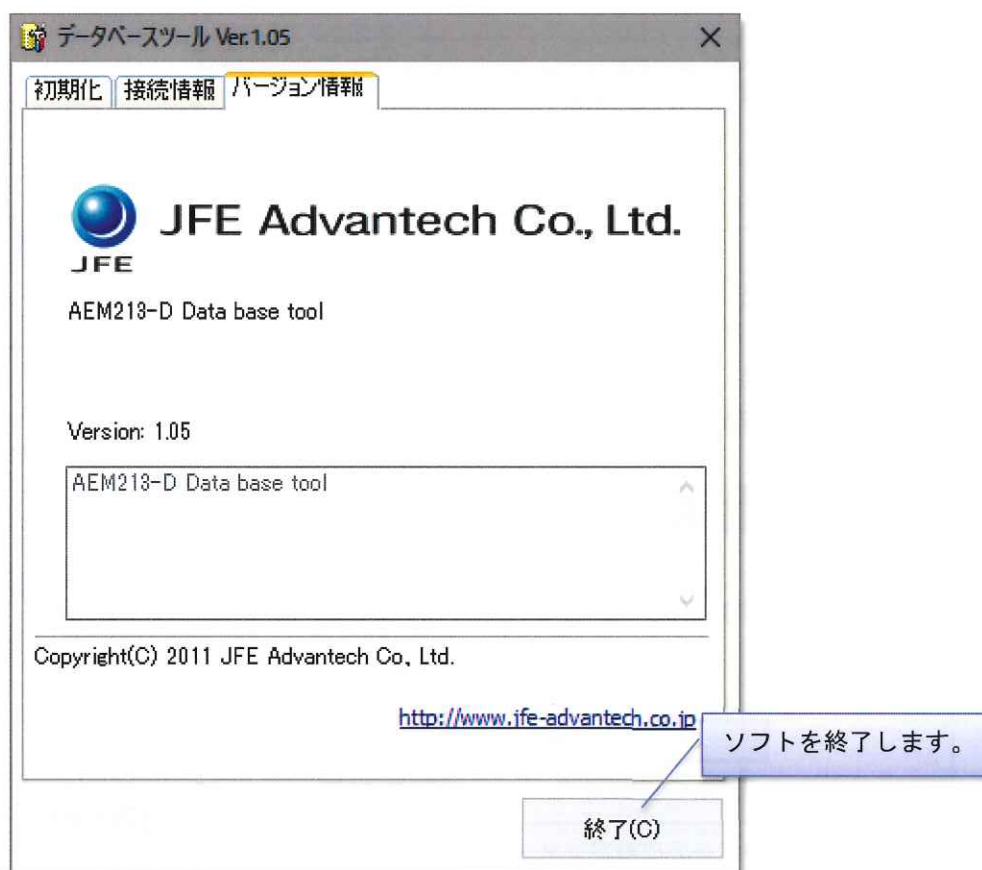 データベースツール Ver.1.05
初期化 接続情報 バージョン情報
JFE Advantech Co., Ltd.
JFE
AEM213-D Data base tool
Version: 1.05
AEM213-D Data base tool
Copyright(C) 2011 JFE Advantech Co, Ltd.
http://www.jfe-advantech.co.jp
ソフトを終了します。
終了(C)